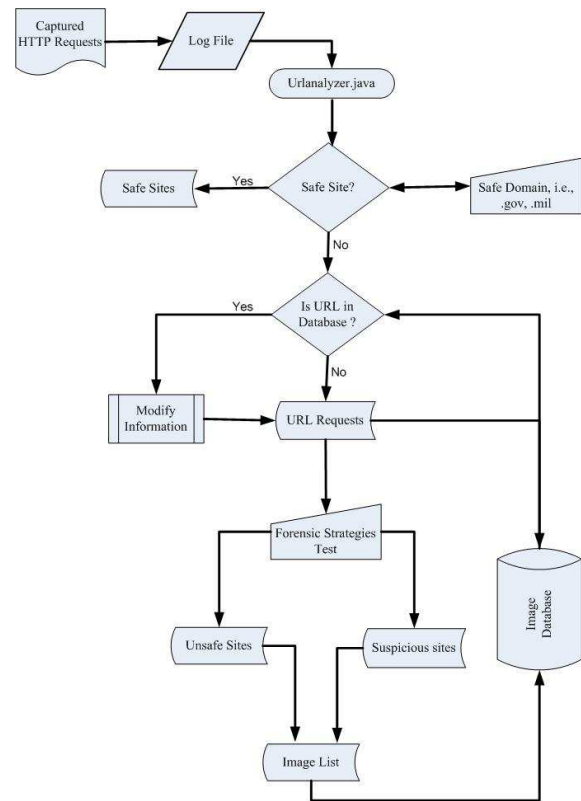 Captured
HTTP Requests
Log File
Urlanalyzer.java
Safe Sites
Yes
Safe Site?
Safe Domain, i.e.,
.gov, .mil
No
Yes
Is URL in
Database ?
No
Modify
Information
URL Requests
Forensic Strategies
Test
Image
Database
Unsafe Sites
Suspicious sites
Image List